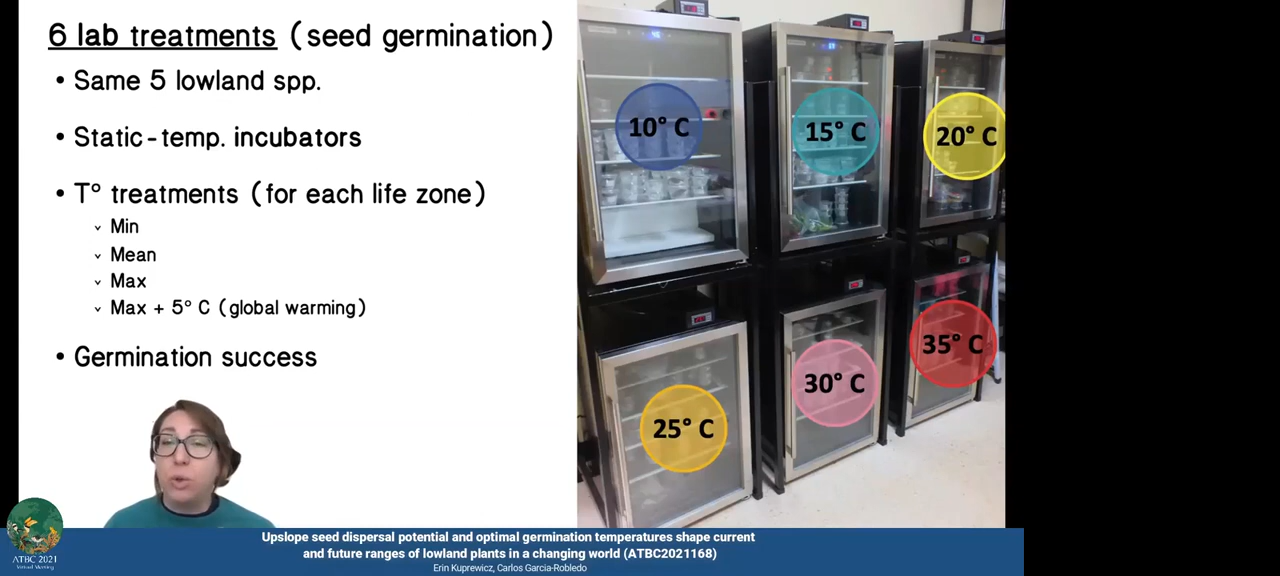 6 lab treatments (seed germination)
• Same 5 lowland spp.
• Static-temp. incubators
• T° treatments (for each life zone)
Min
Mean
Max
Max + 5° C (global warming)
• Germination success
10° C
15° C
20° C
25° C
30° C
35° C
ATBC 2021
Virtual Meeting
Upslope seed dispersal potential and optimal germination temperatures shape current
and future ranges of lowland plants in a changing world (ATBC2021168)
Erin Kuprewicz, Carlos Garcia-Robledo